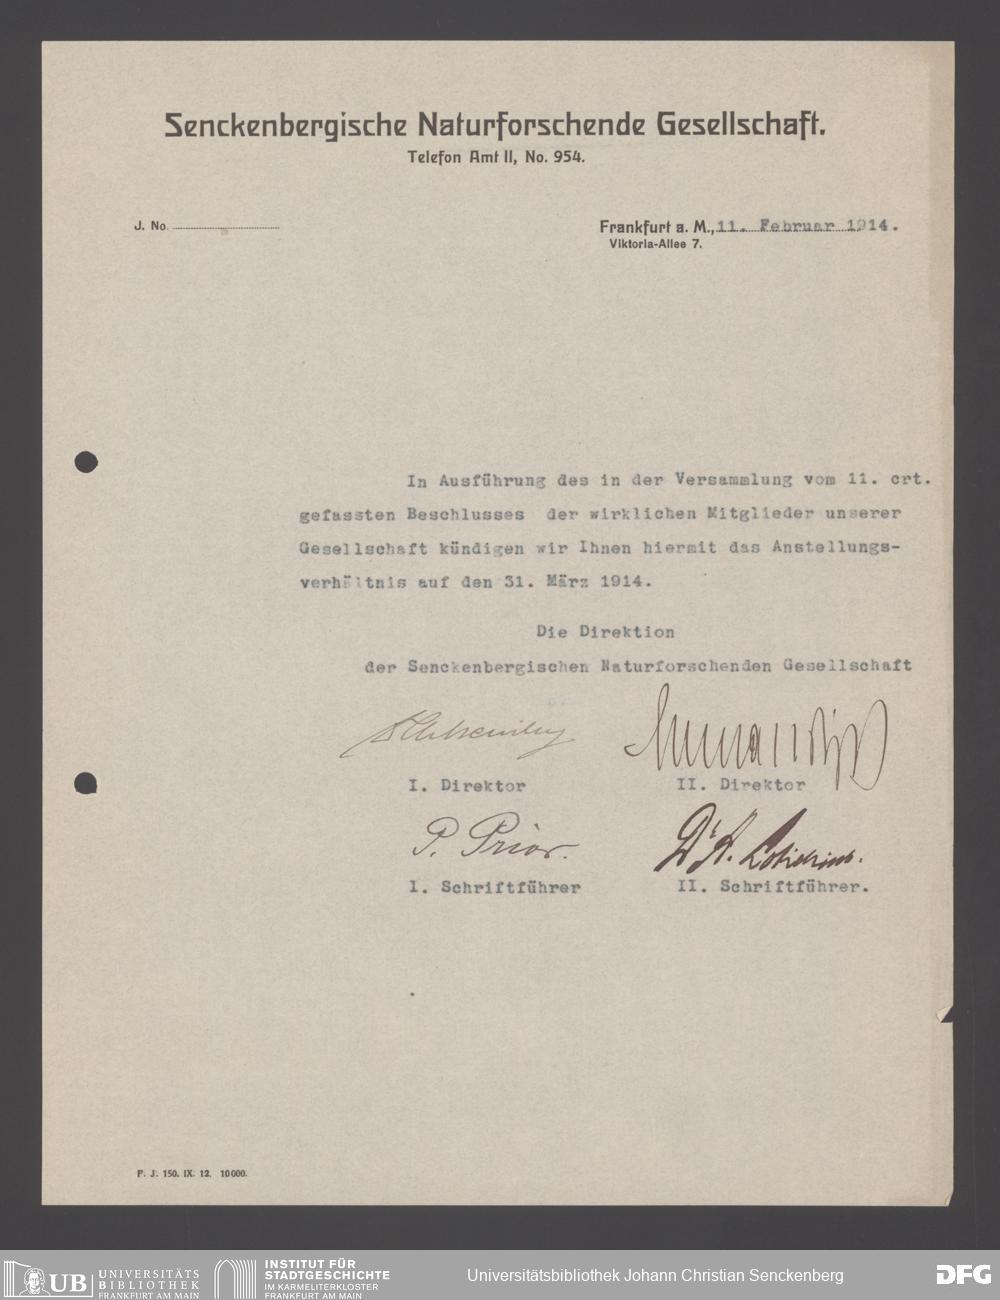 Senckenbergische Naturforschende Gesellschaft.
Telefon Amt II, No. 954.
J. No.
Frankfurt a. M., 11. Februar 1914.
Viktoria-Allee 7.
In Ausführung des in der Versammlung vom 11. crt.
gefassten Beschlusses der wirklichen Mitglieder unserer
Gesellschaft kündigen wir Ihnen hiermit das Anstellungs-
verhältnis auf den 31. März 1914.
Die Direktion
der Senckenbergischen Naturforschenden Gesellschaft
I. Direktor
II. Direktor
P. Prior.
Dr. A.
1. Schriftführer
II. Schriftführer.
P. J. 150. IX. 12. 10000.
UB UNIVERSITÄTS
BIBLIOTHEK
FRANKFURT AM MAIN
INSTITUT FÜR
STADTGESCHICHTE
IM KARMELITERKLOSTER
FRANKFURT AM MAIN
Universitätsbibliothek Johann Christian Senckenberg
DFG